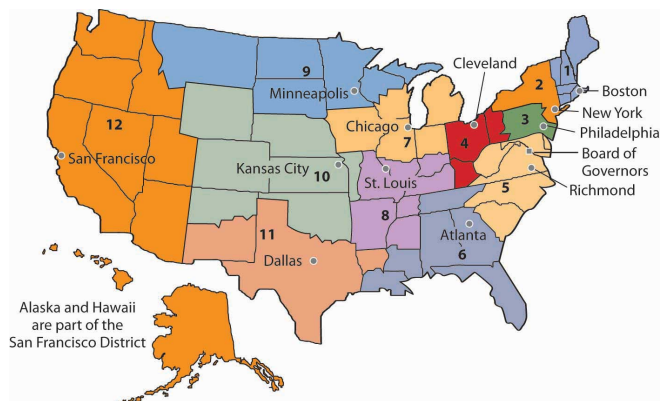 Cleveland
9
2
1
Minneapolis
Boston
New York
3
Chicago
12
7
4
Philadelphia
San Francisco
Board of
Governors
Kansas City
10
St. Louis
Richmond
5
8
11
Atlanta
6
Dallas
Alaska and Hawaii
are part of the
San Francisco District